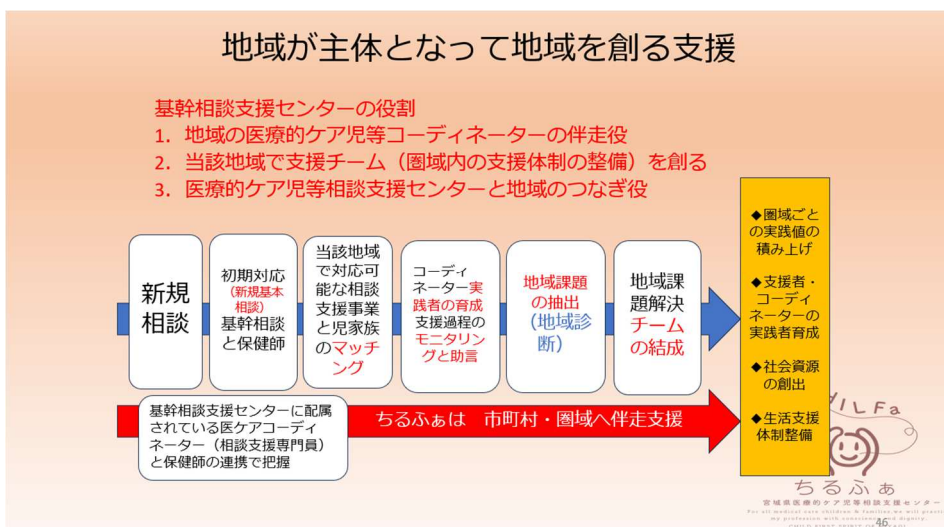 地域が主体となって地域を創る支援
基幹相談支援センターの役割
1. 地域の医療的ケア児等コーディネーターの伴走役
2. 当該地域で支援チーム（圏域内の支援体制の整備）を創る
3. 医療的ケア児等相談支援センターと地域のつなぎ役
新規
相談
初期対応
（新規基本
相談）
基幹相談
と保健師
当該地域
で対応可
能な相談
支援事業
と児家族
のマッチ
ング
コーディ
ネーター実
践者の育成
支援過程の
モニタリン
グと助言
地域課題
の抽出
（地域診
断）
地域課
題解決
チーム
の結成
◆圏域ごと
の実践値の
積み上げ
◆支援者・
コーディ
ネーターの
実践者育成
◆社会資源
の創出
◆生活支援
体制整備
基幹相談支援センターに配属
されている医ケアコーディ
ネーター（相談支援専門員）
と保健師の連携で把握
ちるふぁは 市町村・圏域へ伴走支援
ILFa
ちるふぁ
宮城県医療的ケア児等相談支援センター
For all medical care children & families, we will practi
my profession with conscience and dignity.
46